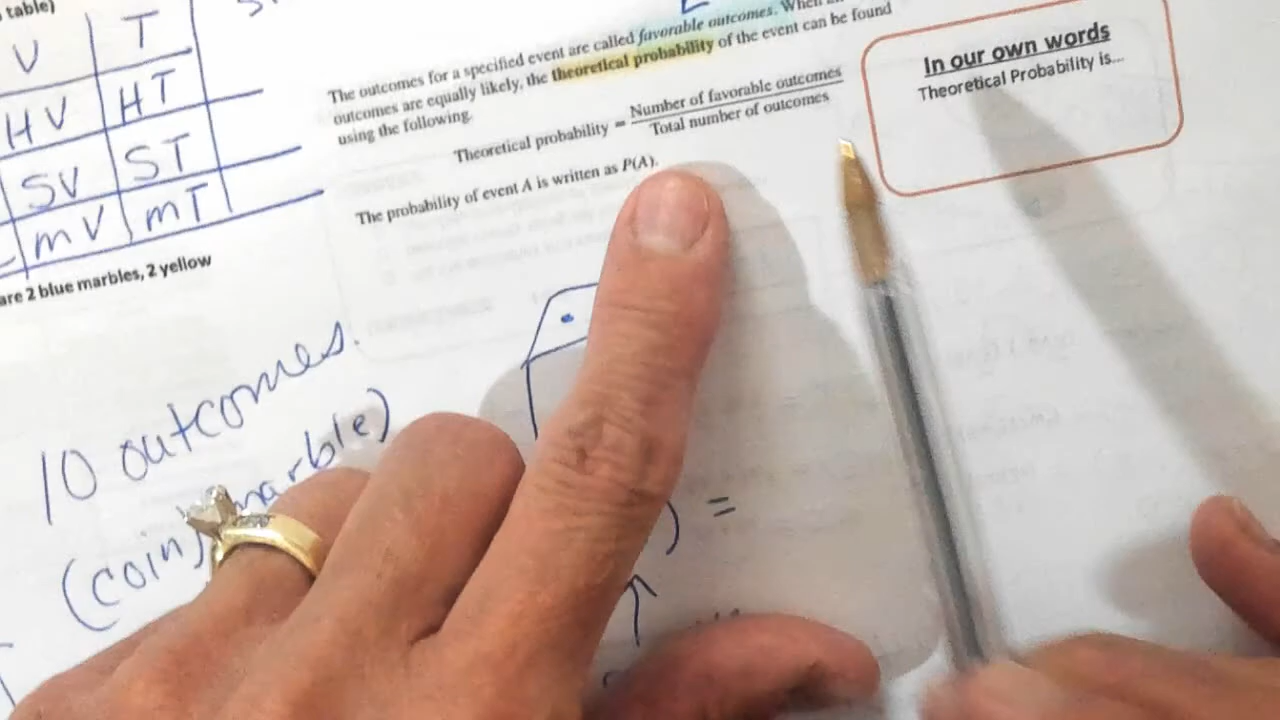 table)
V T
HV HT
SV ST
mV mT
are 2 blue marbles, 2 yellow
10 outcomes.
(coin) marble)
The outcomes for a specified event are called favorable outcomes. When
outcomes are equally likely, the theoretical probability of the event can be found
using the following.
Theoretical probability = Number of favorable outcomes
Total number of outcomes
The probability of event A is written as P(A).
) =
In our own words
Theoretical Probability is...